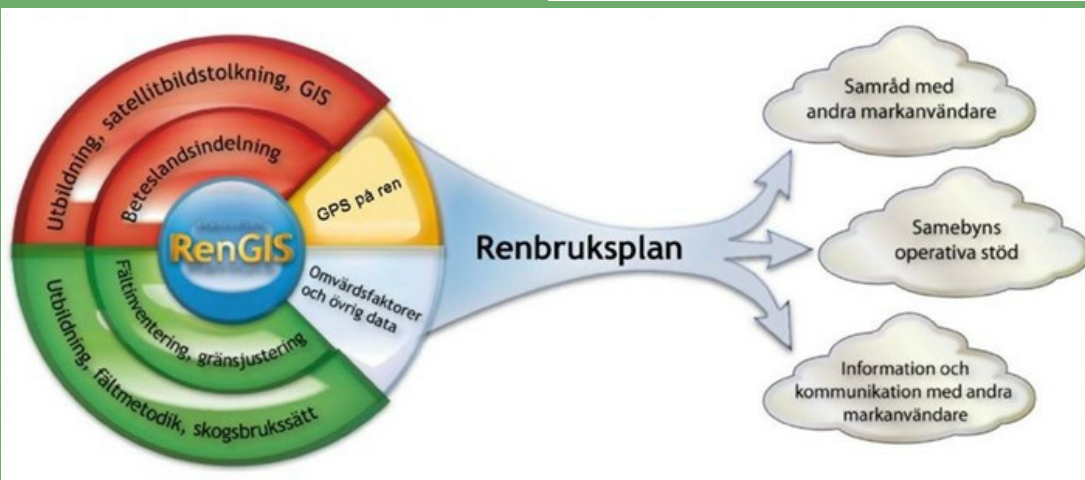 Utbildning, satellitbildstolkning, GIS
Beteslandsindelning
GPS på ren
RenGIS
Omvärdsfaktorer
och övrig data
Fältinventering, gränsjustering
Utbildning, fältmetodik, skogsbrukssätt
Renbruksplan
Samråd med
andra markanvändare
Samebyns
operativa stöd
Information och
kommunikation med andra
markanvändare